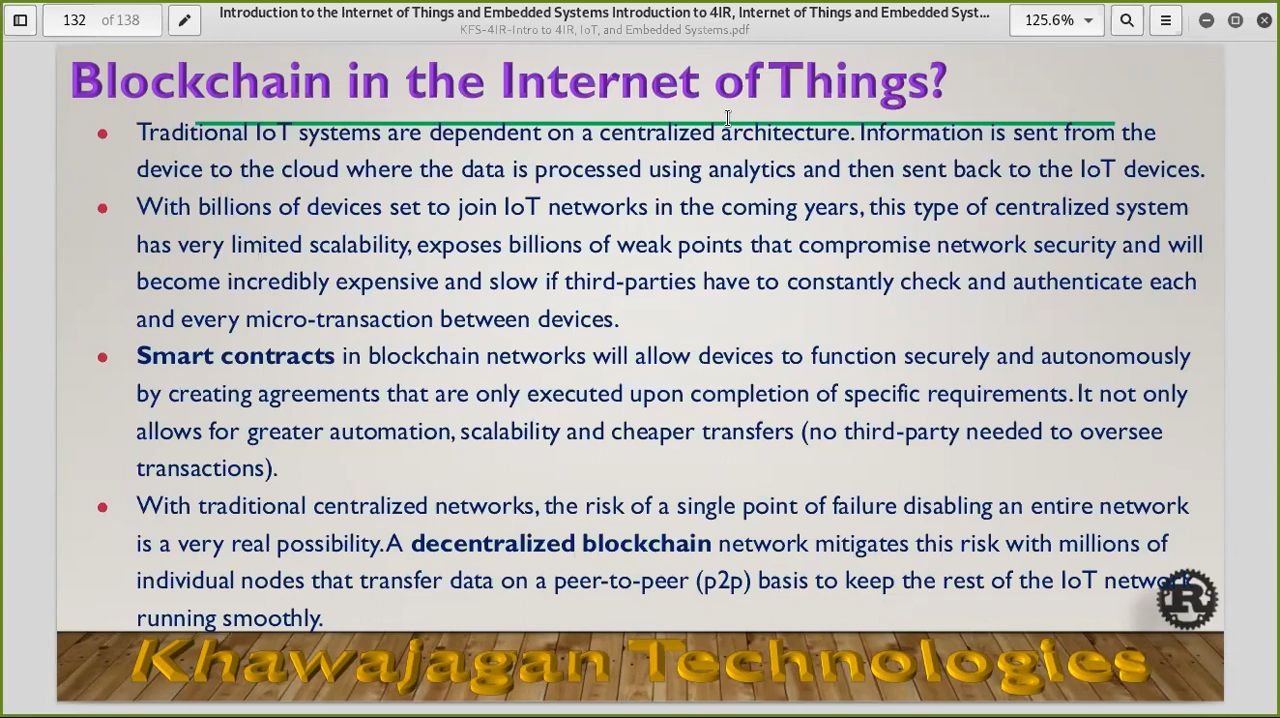 132 of 138
Introduction to the Internet of Things and Embedded Systems Introduction to 4IR, Internet of Things and Embedded Syst...
KFS-4IR-Intro to 4IR, IoT, and Embedded Systems.pdf
125.6%
Blockchain in the Internet of Things?
Traditional IoT systems are dependent on a centralized architecture. Information is sent from the
device to the cloud where the data is processed using analytics and then sent back to the IoT devices.
With billions of devices set to join IoT networks in the coming years, this type of centralized system
has very limited scalability, exposes billions of weak points that compromise network security and will
become incredibly expensive and slow if third-parties have to constantly check and authenticate each
and every micro-transaction between devices.
Smart contracts in blockchain networks will allow devices to function securely and autonomously
by creating agreements that are only executed upon completion of specific requirements. It not only
allows for greater automation, scalability and cheaper transfers (no third-party needed to oversee
transactions).
With traditional centralized networks, the risk of a single point of failure disabling an entire network
is a very real possibility. A decentralized blockchain network mitigates this risk with millions of
individual nodes that transfer data on a peer-to-peer (p2p) basis to keep the rest of the IoT network
running smoothly.
R
Khawajagan Technologies